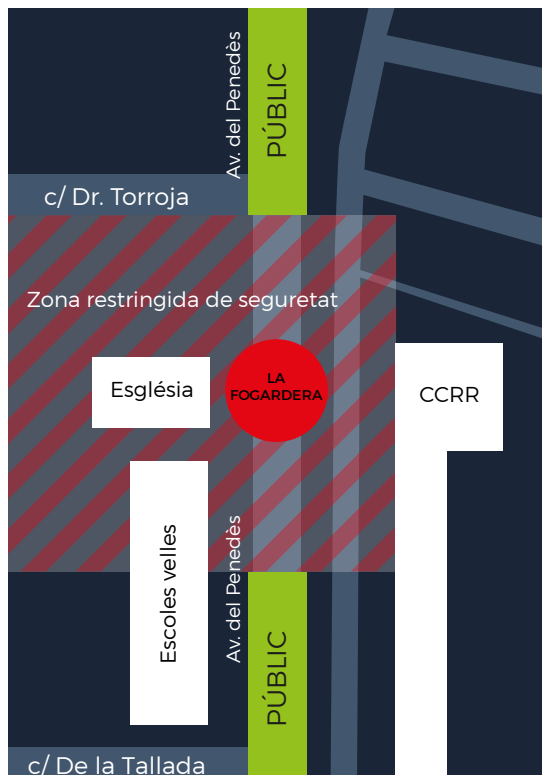 Av. del Penedès
PÚBLIC
c/ Dr. Torroja
Zona restringida de seguretat
Església
LA
FOGARDERA
CCRR
Escoles velles
Av. del Penedès
PÚBLIC
c/ De la Tallada